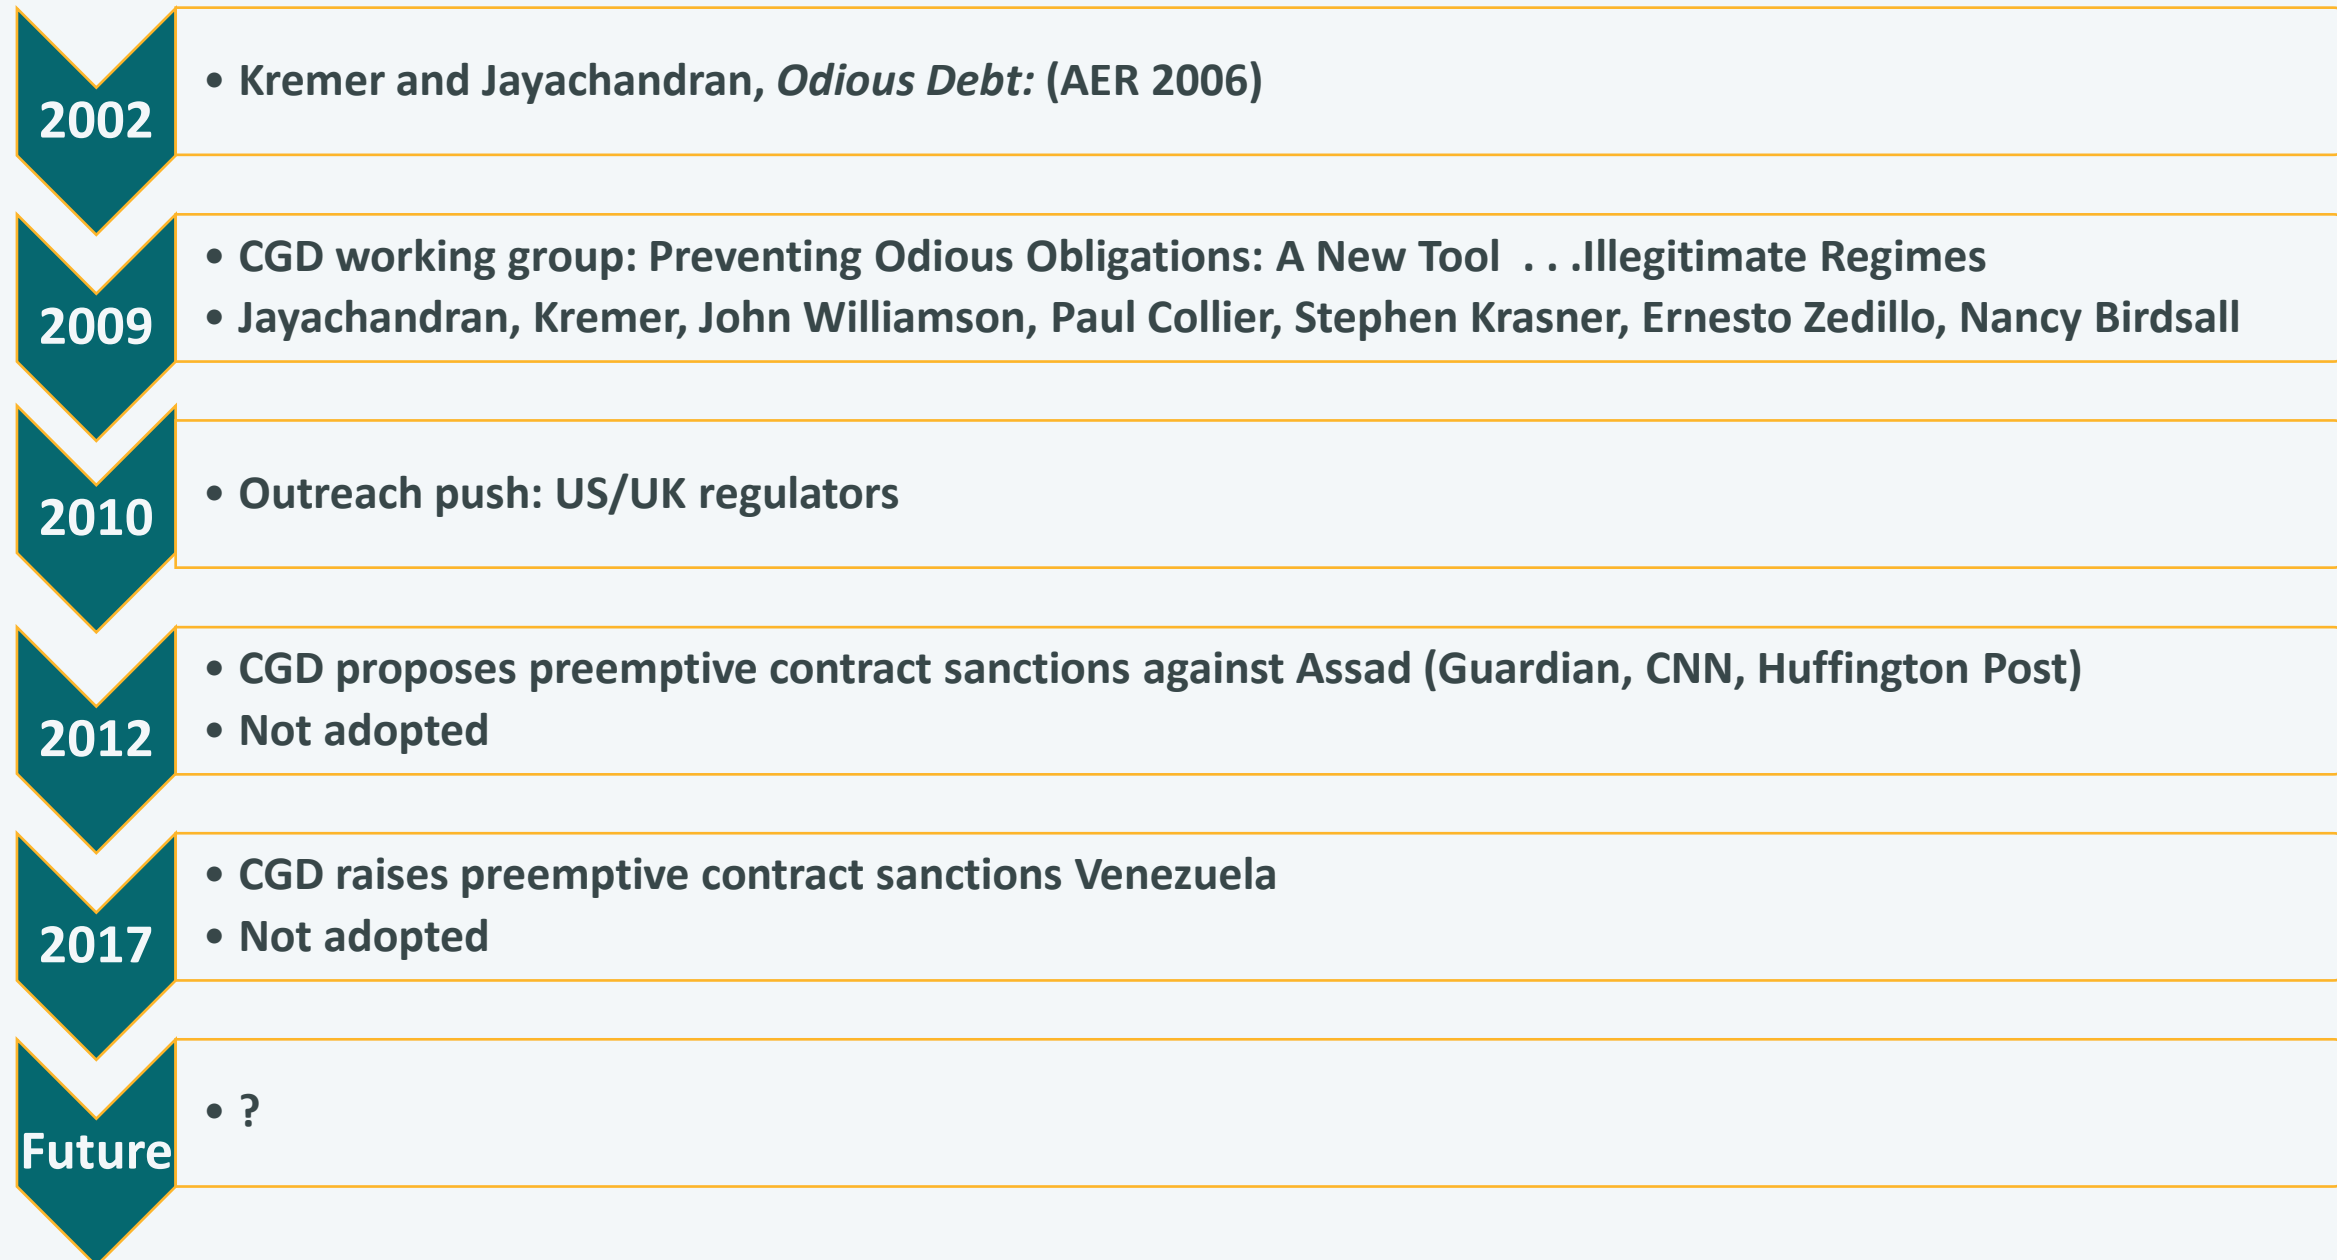 2002
• Kremer and Jayachandran, Odious Debt: (AER 2006)
2009
• CGD working group: Preventing Odious Obligations: A New Tool . . .Illegitimate Regimes
• Jayachandran, Kremer, John Williamson, Paul Collier, Stephen Krasner, Ernesto Zedillo, Nancy Birdsall
2010
• Outreach push: US/UK regulators
2012
• CGD proposes preemptive contract sanctions against Assad (Guardian, CNN, Huffington Post)
• Not adopted
2017
• CGD raises preemptive contract sanctions Venezuela
• Not adopted
Future
• ?